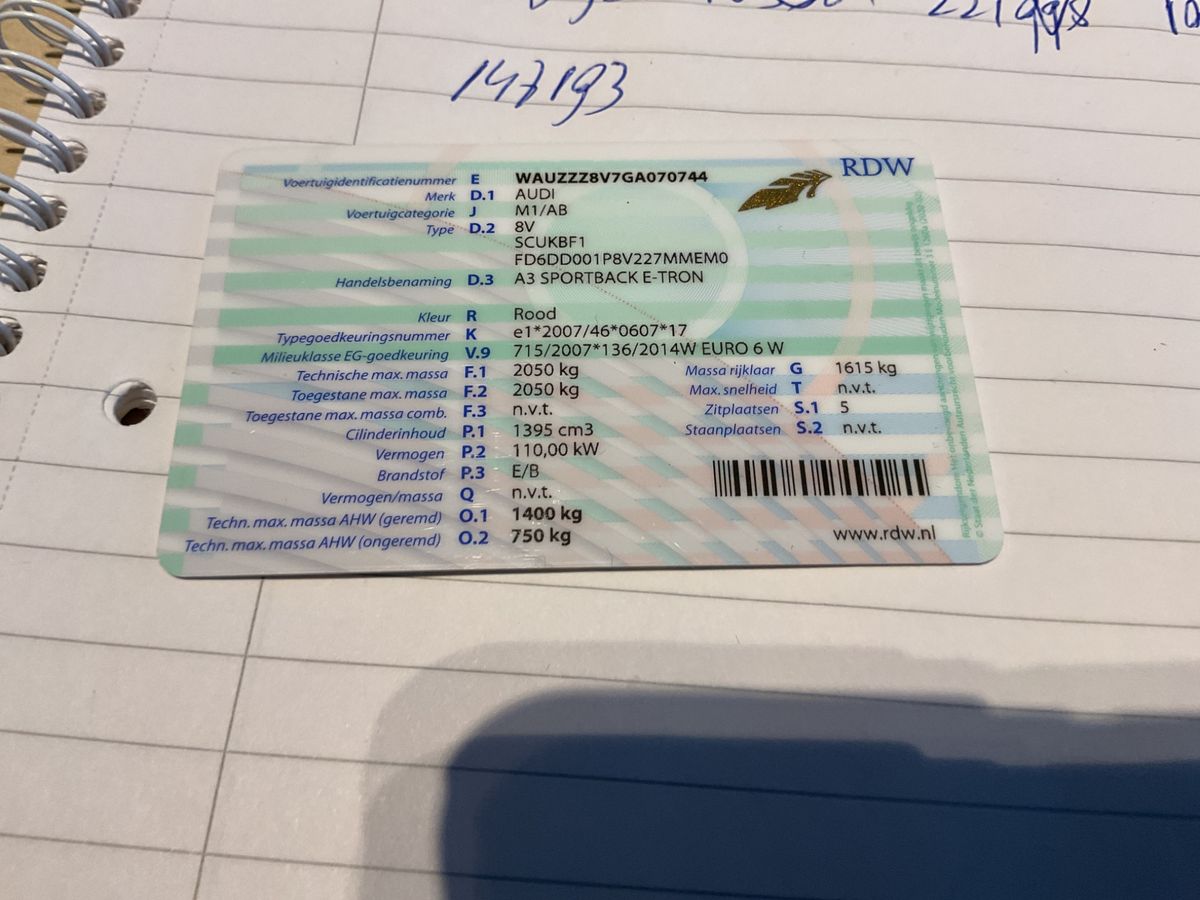 147193
RDW
Voertuigidentificatienummer E WAUZZZ8V7GA070744
Merk D.1 AUDI
Voertuigcategorie J M1/AB
Type D.2 8V
SCUKBF1
FD6DD001P8V227MMEM0
Handelsbenaming D.3 A3 SPORTBACK E-TRON
Kleur R Rood
Typegoedkeuringsnummer K e1*2007/46*0607*17
Milieuklasse EG-goedkeuring V.9 715/2007*136/2014W EURO 6 W
Technische max. massa F.1 2050 kg Massa rijklaar G 1615 kg
Toegestane max. massa F.2 2050 kg Max. snelheid T n.v.t.
Toegestane max. massa comb. F.3 n.v.t. Zitplaatsen S.1 5
Cilinderinhoud P.1 1395 cm3 Staanplaatsen S.2 n.v.t.
Vermogen P.2 110,00 kW
Brandstof P.3 E/B
Vermogen/massa Q n.v.t.
Techn. max. massa AHW (geremd) O.1 1400 kg
Techn. max. massa AHW (ongeremd) O.2 750 kg www.rdw.nl